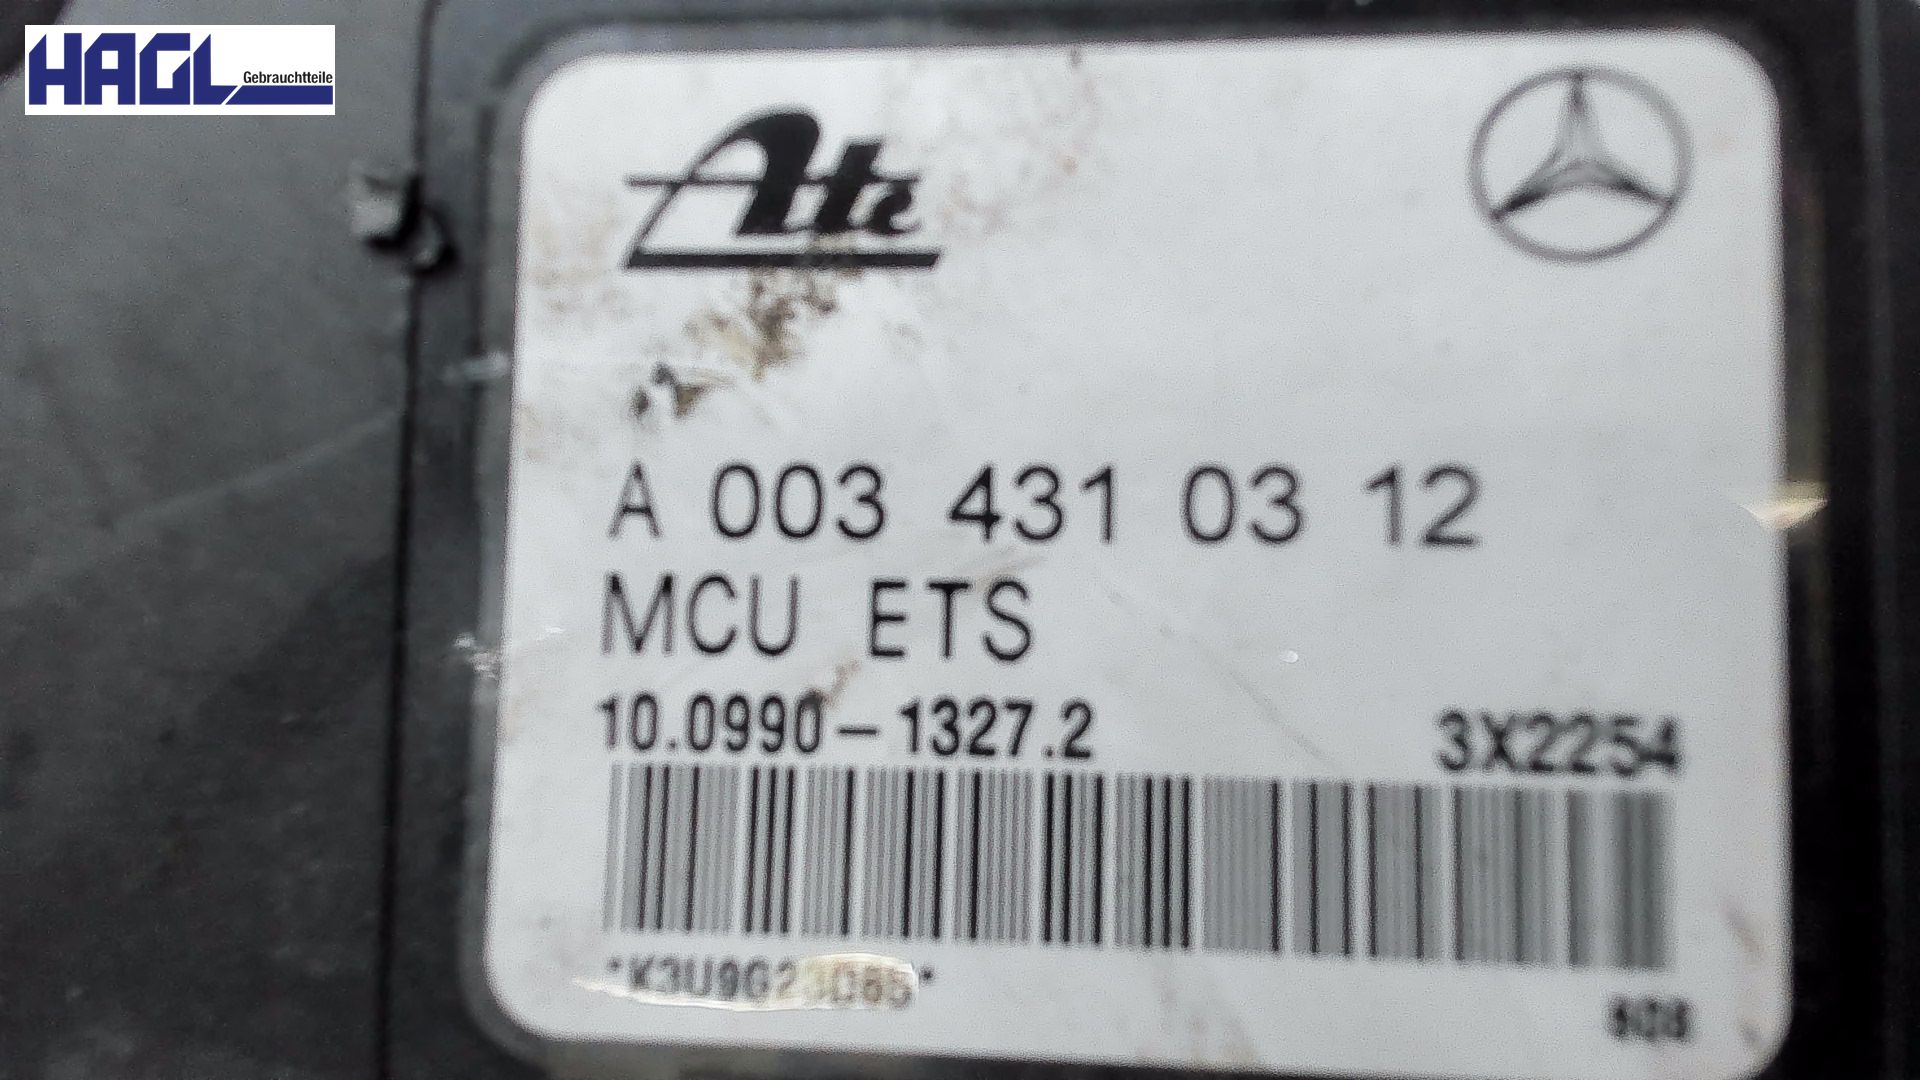 HAGL Gebrauchtteile
Ate
A 003 431 03 12
MCU ETS
10.0990-1327.2 3X2254